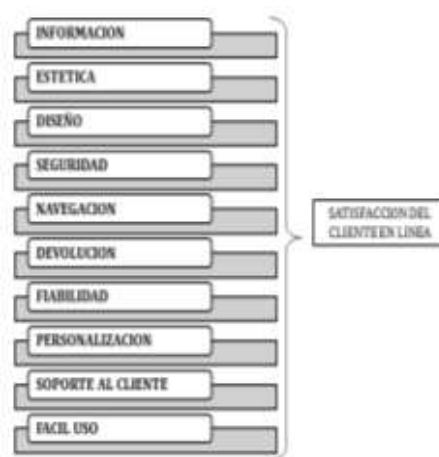 INFORMACION
ESTETICA
DISEÑO
SEGURIDAD
NAVEGACION
DEVOLUCION
FIABILIDAD
PERSONALIZACION
SOPORTE AL CLIENTE
FACIL USO
SATISFACCION DEL
CLIENTE EN LINEA